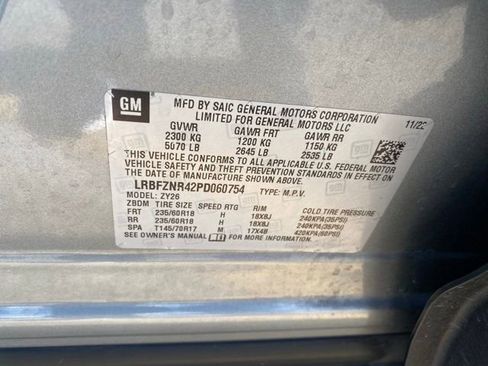 GM
MFD BY SAIC GENERAL MOTORS CORPORATION
LIMITED FOR GENERAL MOTORS LLC
11/22
GVWR GAWR FRT GAWR RR
2300 KG 1200 KG 1150 KG
5070 LB 2645 LB 2535 LB
THIS VEHICLE CONFORMS TO ALL APPLICABLE U.S. FEDERAL MOTOR
VEHICLE SAFETY AND THEFT PREVENTION STANDARDS IN EFFECT ON
THE DATE OF MANUFACTURE SHOWN ABOVE.
LRBFZNR42PD060754 TYPE: M.P.V.
MODEL: ZY26
ZBDM TIRE SIZE SPEED RTG RIM COLD TIRE PRESSURE
FRT 235/60R18 H 18X8J 240KPA(35PSI)
RR 235/60R18 H 18X8J 240KPA(35PSI)
SPA T145/70R17 M 17X4B 420KPA(60PSI)
SEE OWNER'S MANUAL FOR MORE INFORMATION